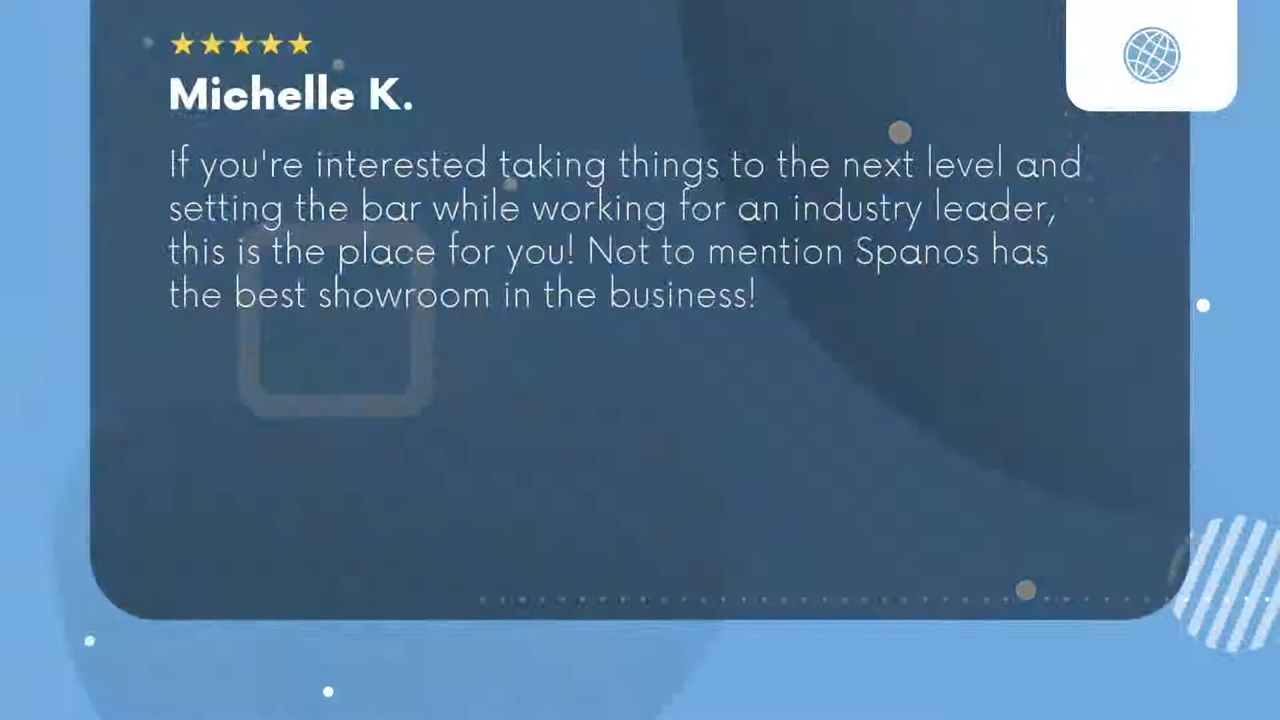 Michelle K.
If you're interested taking things to the next level and
setting the bar while working for an industry leader,
this is the place for you! Not to mention Spanos has
the best showroom in the business!